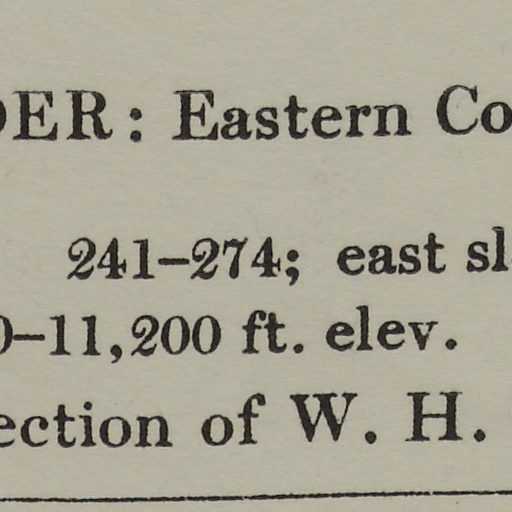 DER: Eastern Co
241–274; east sl
0–11,200 ft. elev.
ection of W. H.